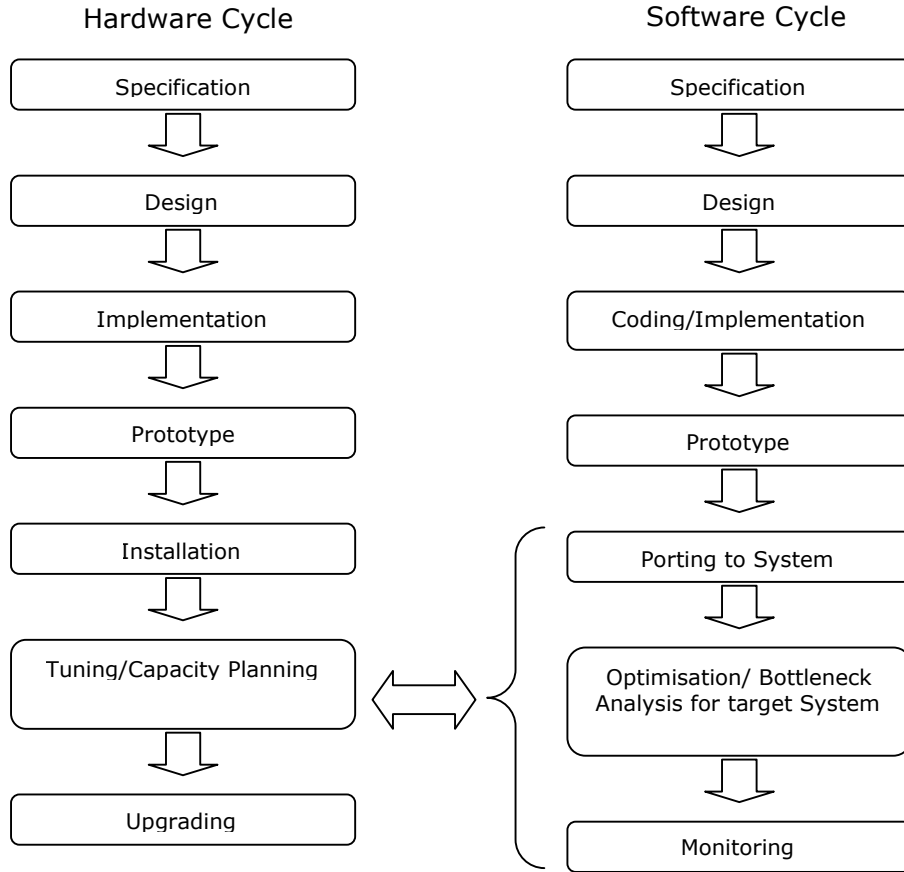 Hardware Cycle
Specification
Design
Implementation
Prototype
Installation
Tuning/Capacity Planning
Upgrading
Software Cycle
Specification
Design
Coding/Implementation
Prototype
Porting to System
Optimisation/ Bottleneck
Analysis for target System
Monitoring